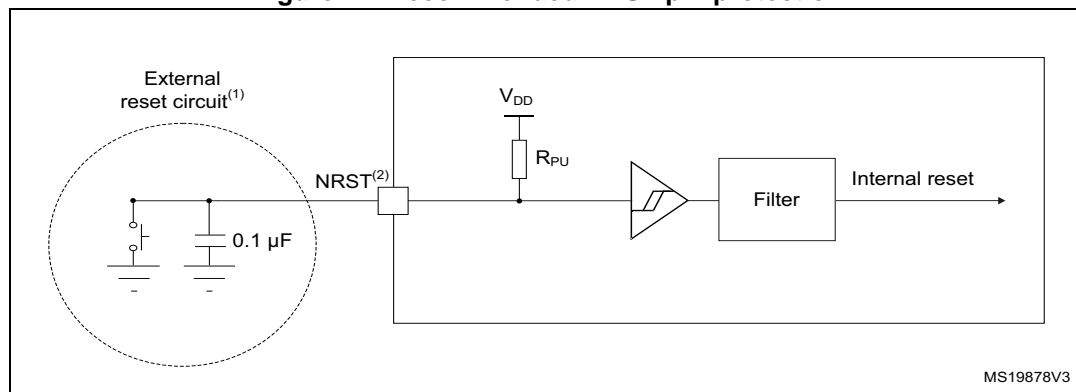 External
reset circuit(1)
VDD
RPU
NRST(2)
0.1 µF
Filter
Internal reset
MS19878V3